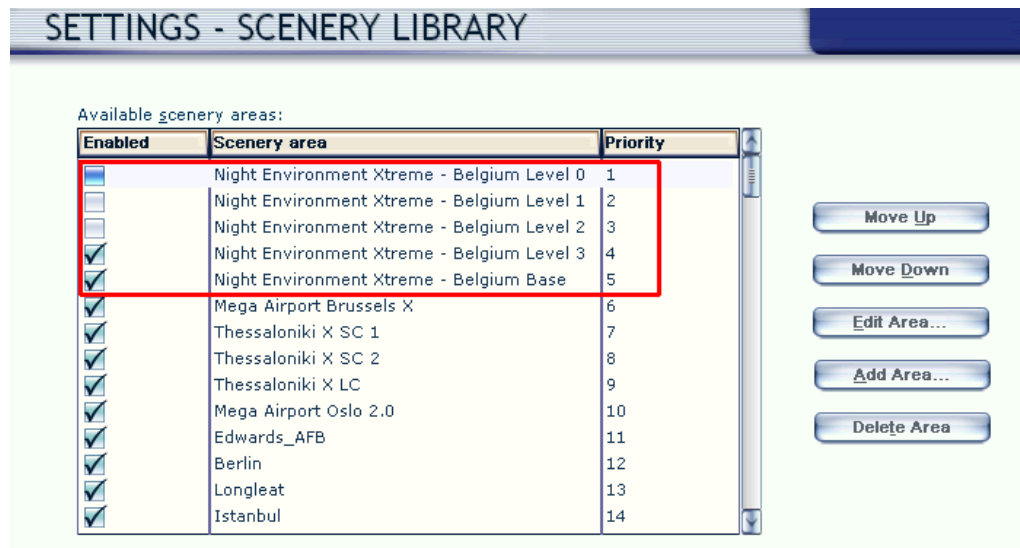 SETTINGS - SCENERY LIBRARY
Available scenery areas:
Enabled Scenery area Priority
Night Environment Xtreme - Belgium Level 0 1
Night Environment Xtreme - Belgium Level 1 2
Night Environment Xtreme - Belgium Level 2 3
Night Environment Xtreme - Belgium Level 3 4
Night Environment Xtreme - Belgium Base 5
Mega Airport Brussels X 6
Thessaloniki X SC 1 7
Thessaloniki X SC 2 8
Thessaloniki X LC 9
Mega Airport Oslo 2.0 10
Edwards_AFB 11
Berlin 12
Longleat 13
Istanbul 14
Move Up
Move Down
Edit Area...
Add Area...
Delete Area